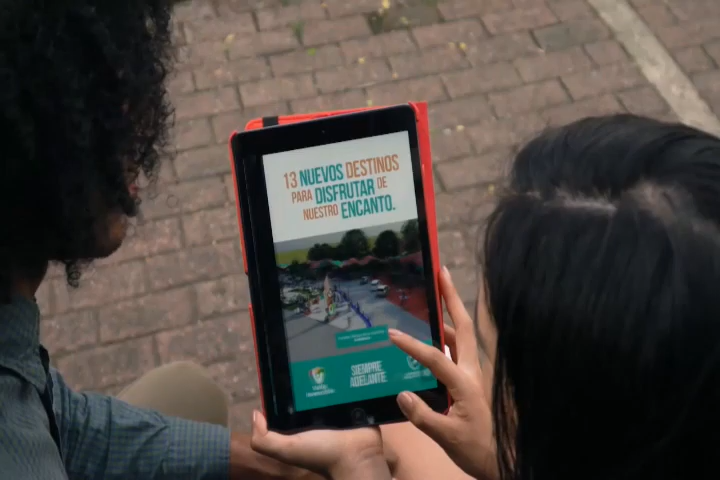 13 NUEVOS DESTINOS
PARA DISFRUTAR DE
NUESTRO ENCANTO.
SIEMPRE
ADELANTE